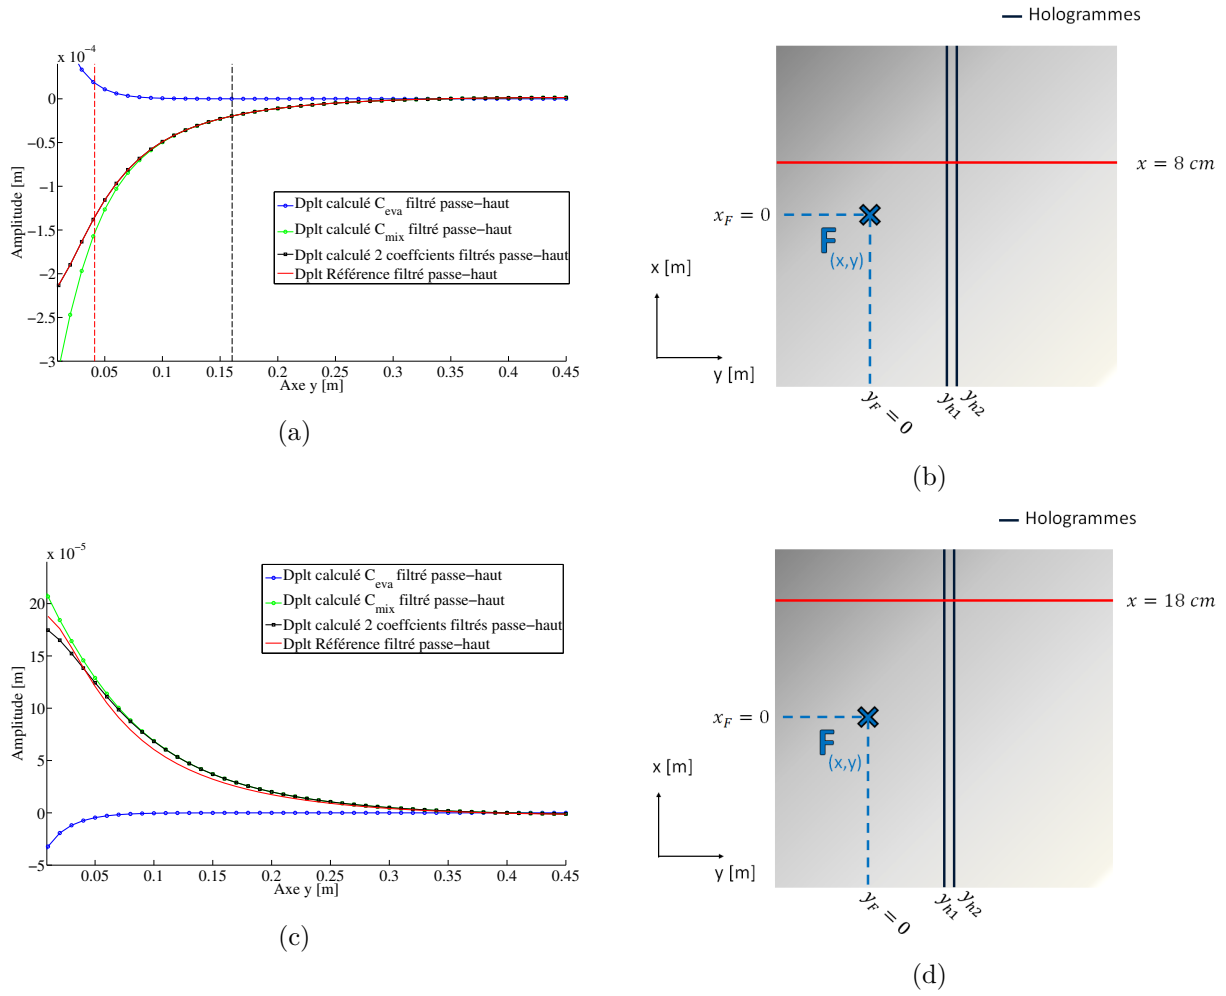 x 10⁻⁴
0
−0.5
−1
−1.5
−2
−2.5
−3
Amplitude [m]
Dplt calculé C_eva filtré passe−haut
Dplt calculé C_mix filtré passe−haut
Dplt calculé 2 coeffcients filtrés passe−haut
Dplt Référence filtré passe−haut
0.05 0.1 0.15 0.2 0.25 0.3 0.35 0.4 0.45
Axe y [m]
(a)
Hologrammes
x = 8 cm
x_F = 0
F(x,y)
x [m]
y [m]
y_F = 0
y_h1
y_h2
(b)
x 10⁻⁵
20
15
10
5
0
−5
Amplitude [m]
Dplt calculé C_eva filtré passe−haut
Dplt calculé C_mix filtré passe−haut
Dplt calculé 2 coeffcients filtrés passe−haut
Dplt Référence filtré passe−haut
0.05 0.1 0.15 0.2 0.25 0.3 0.35 0.4 0.45
Axe y [m]
(c)
Hologrammes
x = 18 cm
x_F = 0
F(x,y)
x [m]
y [m]
y_F = 0
y_h1
y_h2
(d)